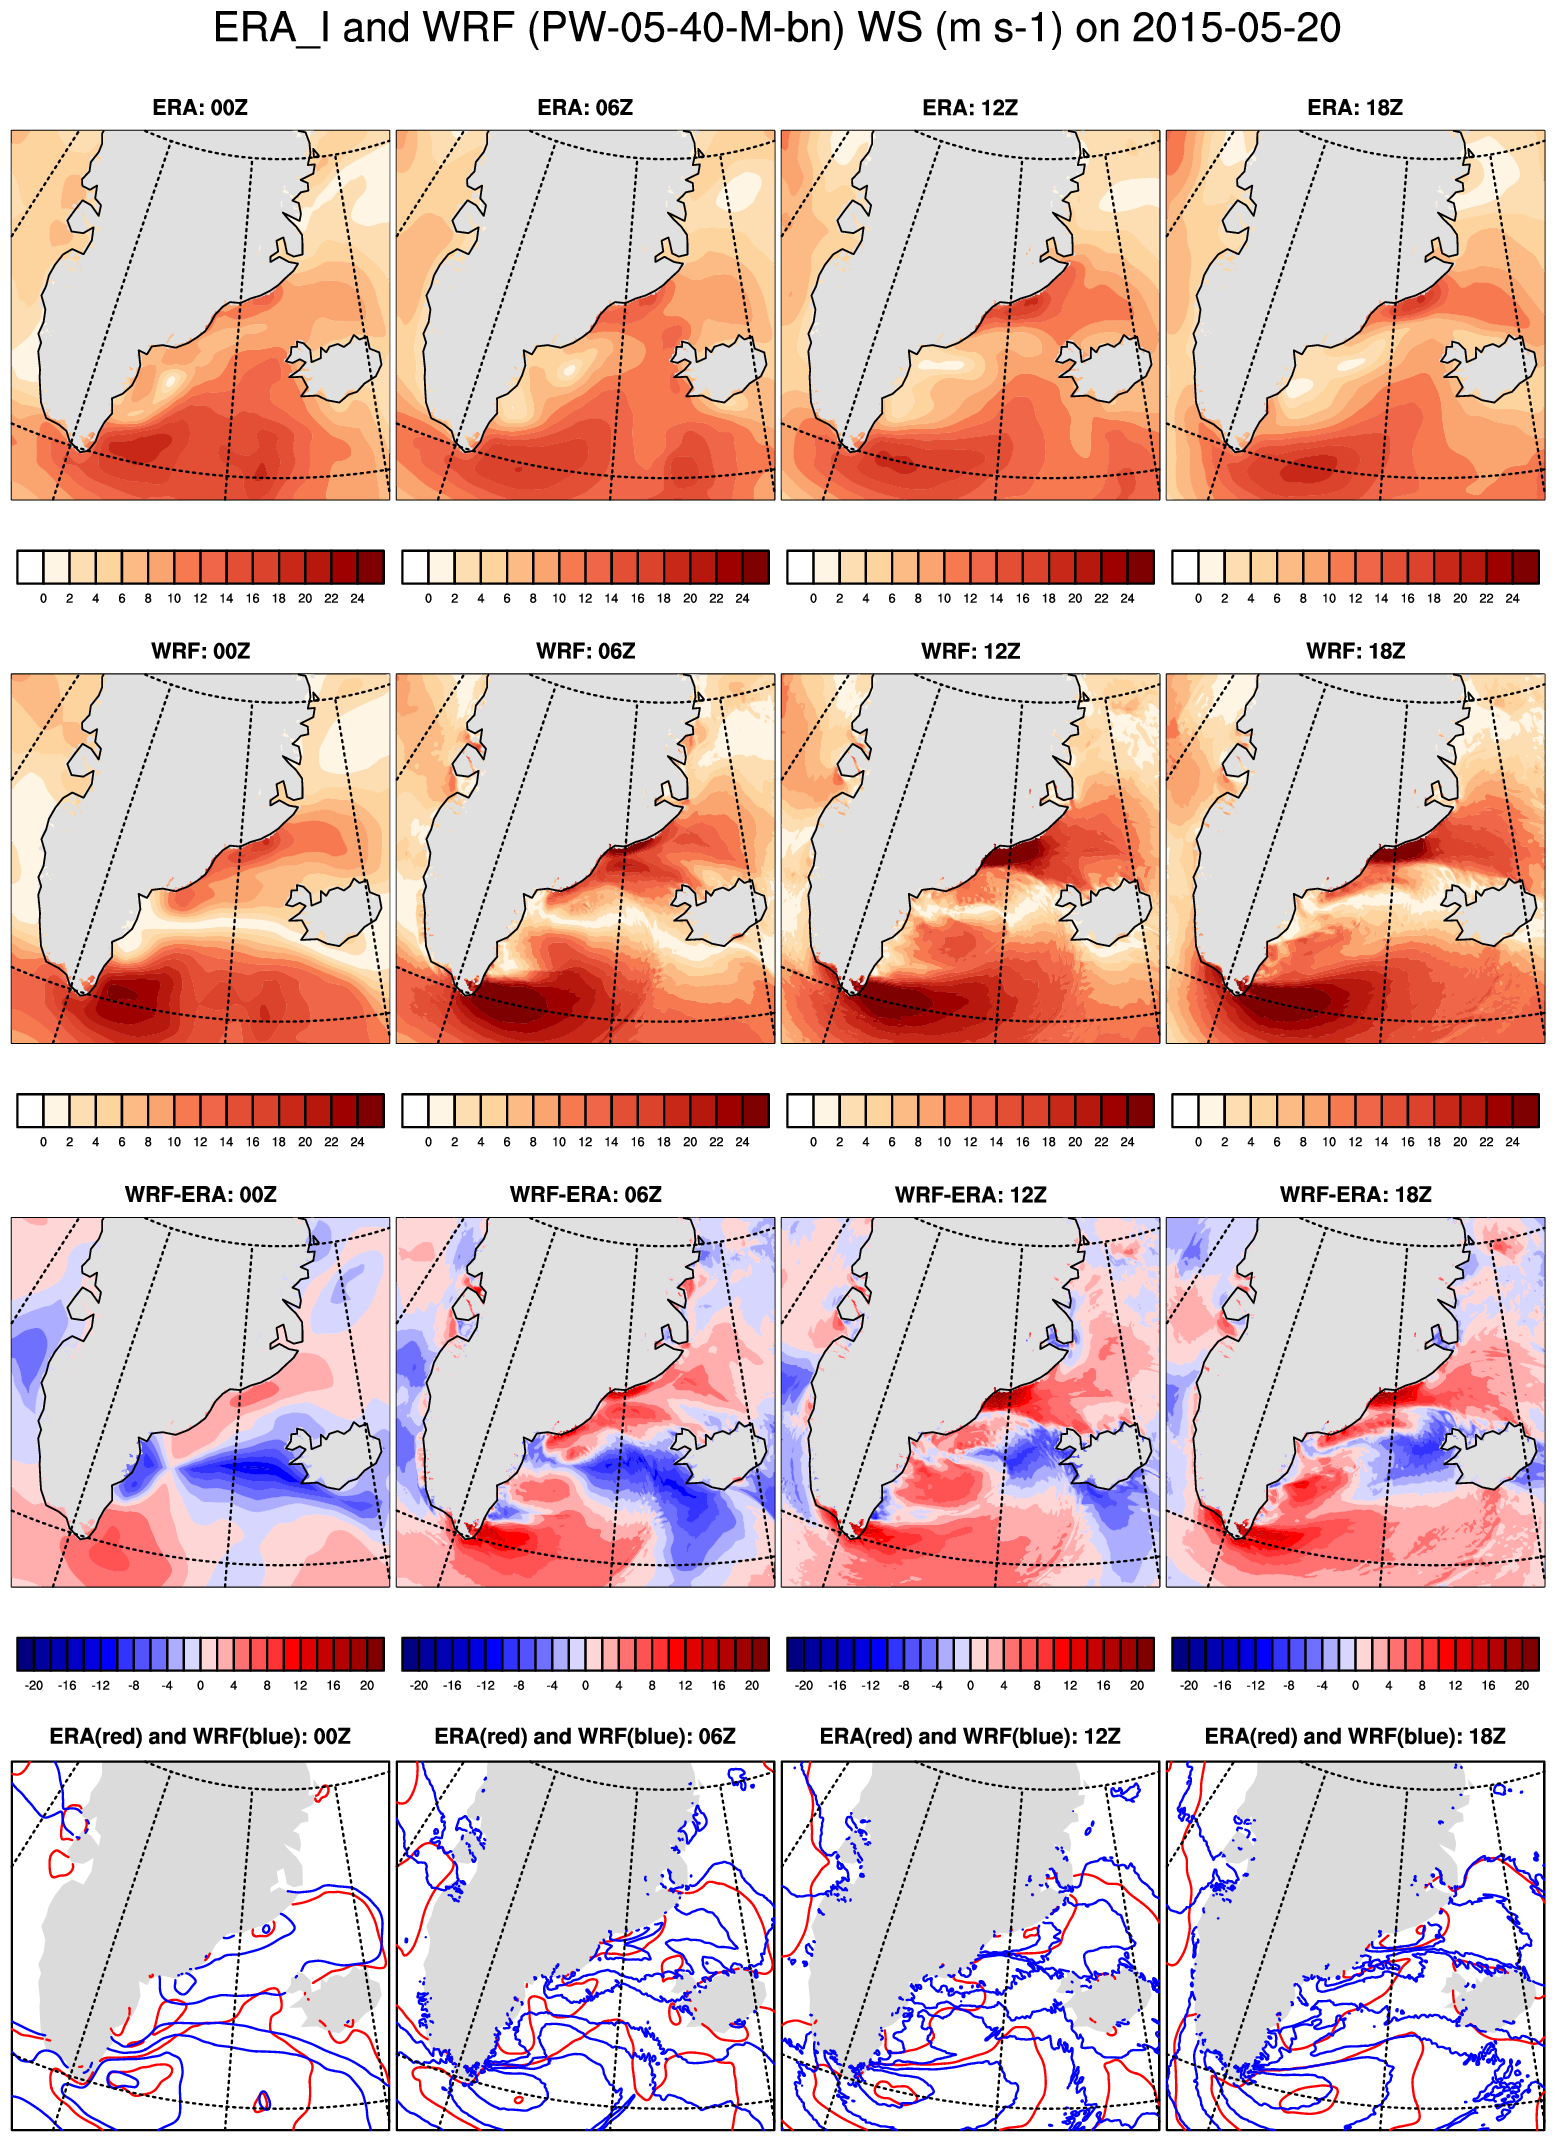 ERA_I and WRF (PW-05-40-M-bn) WS (m s-1) on 2015-05-20
ERA: 00Z ERA: 06Z ERA: 12Z ERA: 18Z
0 2 4 6 8 10 12 14 16 18 20 22 24 0 2 4 6 8 10 12 14 16 18 20 22 24 0 2 4 6 8 10 12 14 16 18 20 22 24 0 2 4 6 8 10 12 14 16 18 20 22 24
WRF: 00Z WRF: 06Z WRF: 12Z WRF: 18Z
0 2 4 6 8 10 12 14 16 18 20 22 24 0 2 4 6 8 10 12 14 16 18 20 22 24 0 2 4 6 8 10 12 14 16 18 20 22 24 0 2 4 6 8 10 12 14 16 18 20 22 24
WRF-ERA: 00Z WRF-ERA: 06Z WRF-ERA: 12Z WRF-ERA: 18Z
-20 -16 -12 -8 -4 0 4 8 12 16 20 -20 -16 -12 -8 -4 0 4 8 12 16 20 -20 -16 -12 -8 -4 0 4 8 12 16 20 -20 -16 -12 -8 -4 0 4 8 12 16 20
ERA(red) and WRF(blue): 00Z ERA(red) and WRF(blue): 06Z ERA(red) and WRF(blue): 12Z ERA(red) and WRF(blue): 18Z